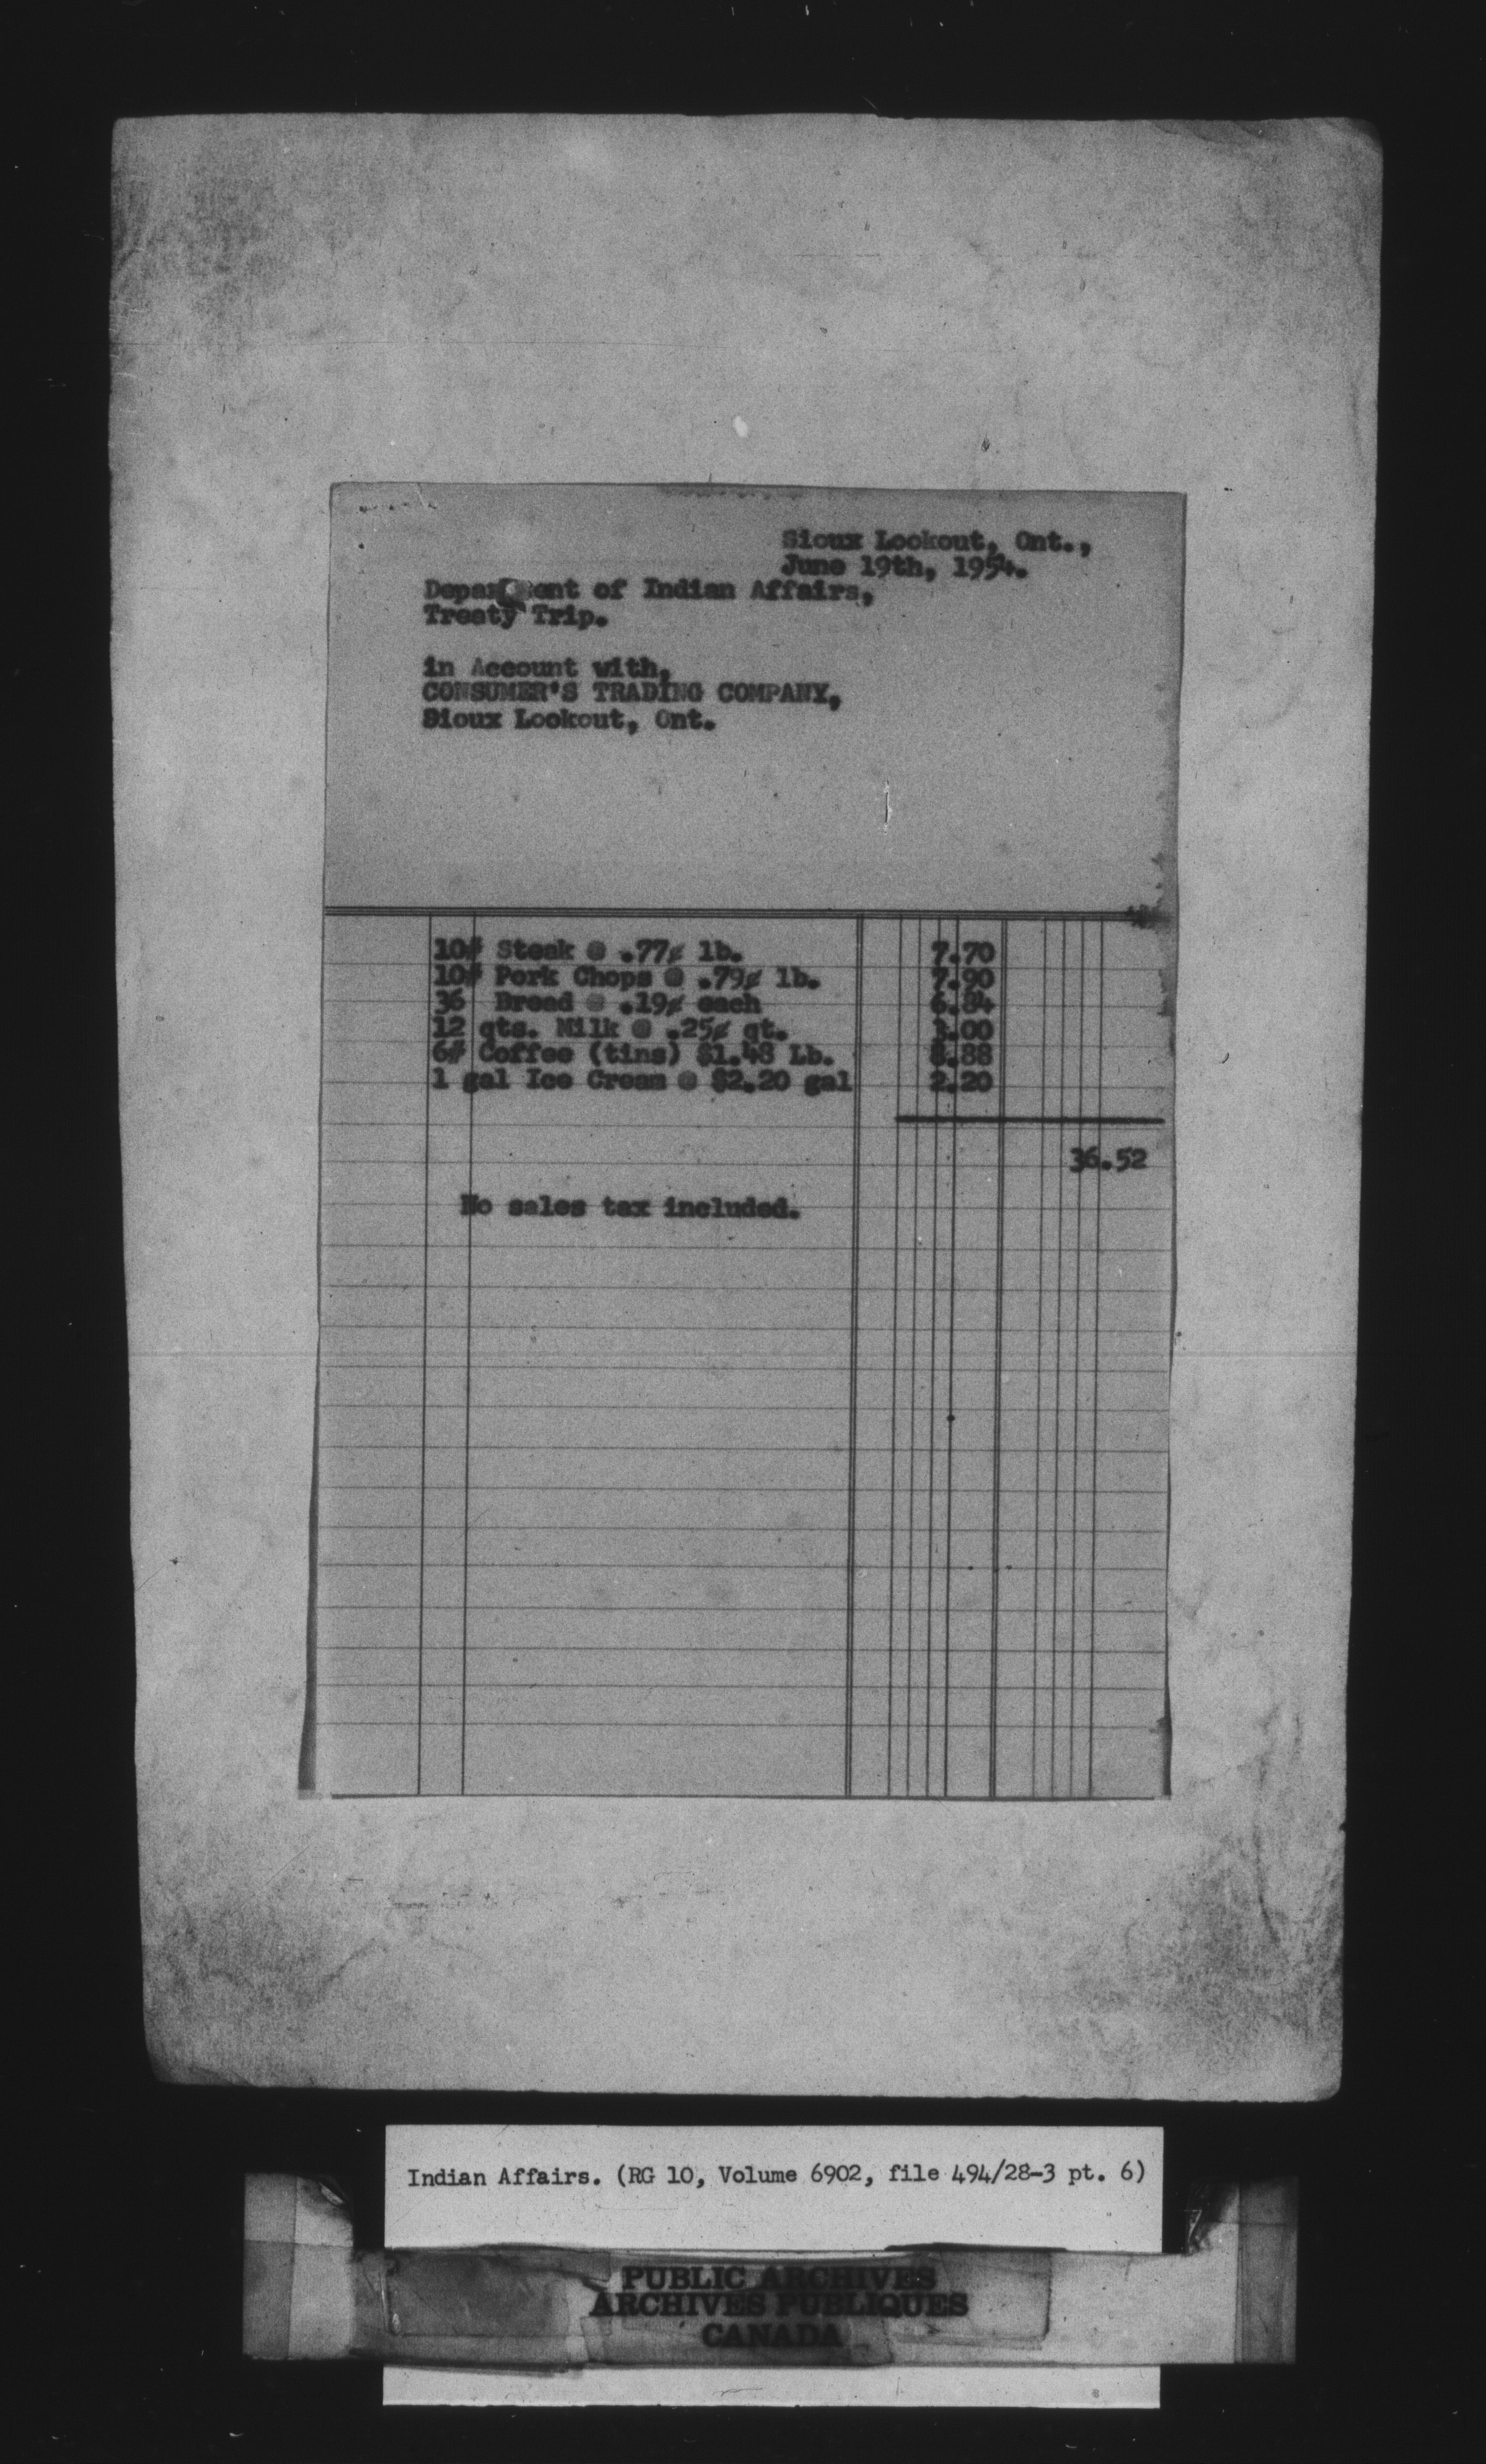 Sioux Lookout, Ont.,
June 19th, 1954.
Department of Indian Affairs,
Treaty Trip.
in Account with,
CONSUMER'S TRADING COMPANY,
Sioux Lookout, Ont.
10# Steak @ .77¢ lb. 7.70
10# Pork Chops @ .79¢ lb. 7.90
36 Bread @ .19¢ each 6.84
12 qts. Milk @ .25¢ qt. 3.00
6# Coffee (tins) $1.48 Lb. 8.88
1 gal Ice Cream @ $2.20 gal 2.20
36.52
No sales tax included.
Indian Affairs. (RG 10, Volume 6902, file 494/28-3 pt. 6)
PUBLIC ARCHIVES
ARCHIVES PUBLIQUES
CANADA